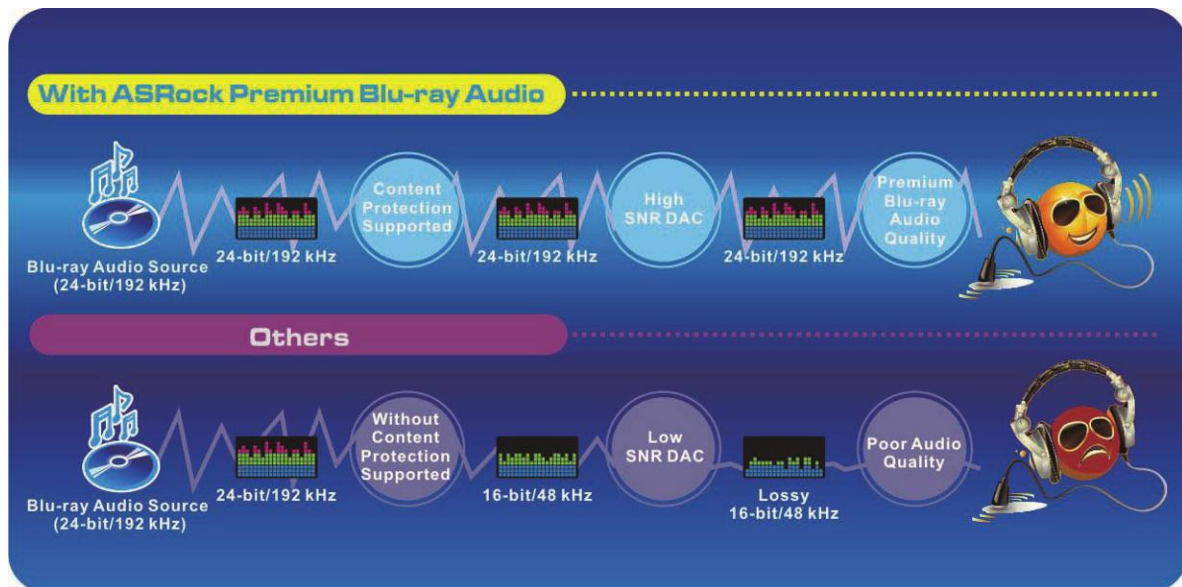 With ASRock Premium Blu-ray Audio
Content
Protection
Supported
High
SNR DAC
Premium
Blu-ray
Audio
Quality
24-bit/192 kHz
24-bit/192 kHz
24-bit/192 kHz
Blu-ray Audio Source
(24-bit/192 kHz)
Others
Without
Content
Protection
Supported
Low
SNR DAC
Poor Audio
Quality
24-bit/192 kHz
16-bit/48 kHz
Lossy
16-bit/48 kHz
Blu-ray Audio Source
(24-bit/192 kHz)